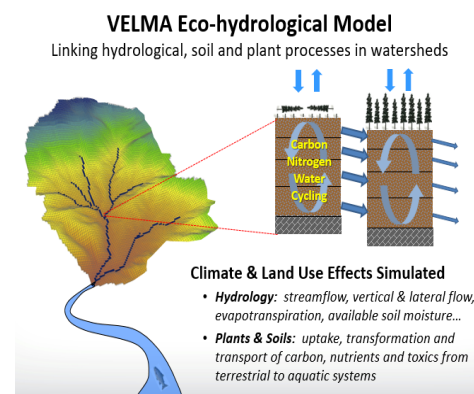 VELMA Eco-hydrological Model
Linking hydrological, soil and plant processes in watersheds
Carbon
Nitrogen
Water
Cycling
Climate & Land Use Effects Simulated
• Hydrology: streamflow, vertical & lateral flow,
evapotranspiration, available soil moisture…
• Plants & Soils: uptake, transformation and
transport of carbon, nutrients and toxics from
terrestrial to aquatic systems